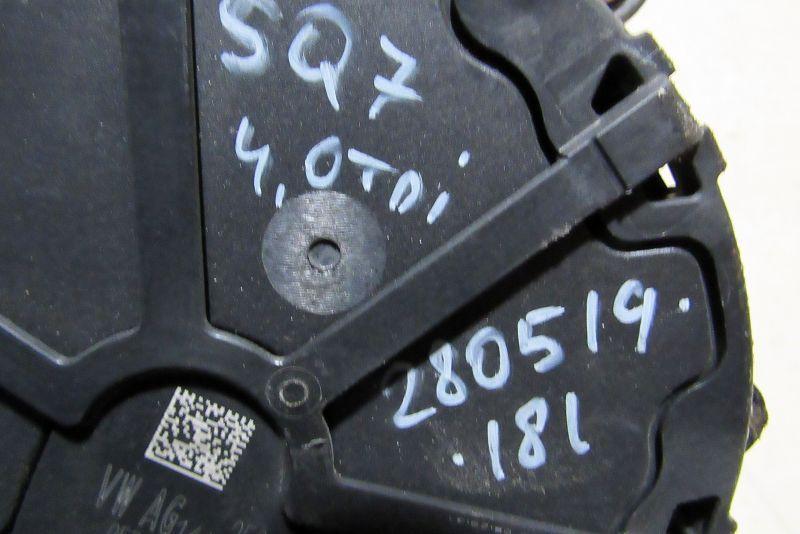 SQ7
4,0TDi
280519.
.181
VW AG